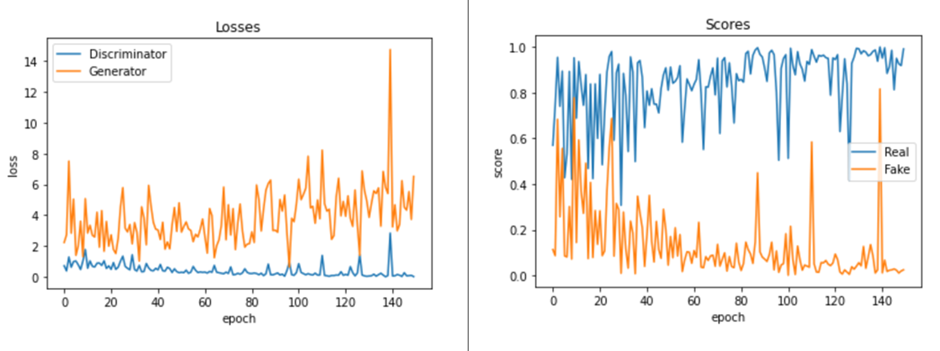 Losses
Discriminator
Generator
14
12
10
8
6
4
2
0
loss
0 20 40 60 80 100 120 140
epoch
Scores
1.0
0.8
0.6
0.4
0.2
0.0
score
Real
Fake
0 20 40 60 80 100 120 140
epoch